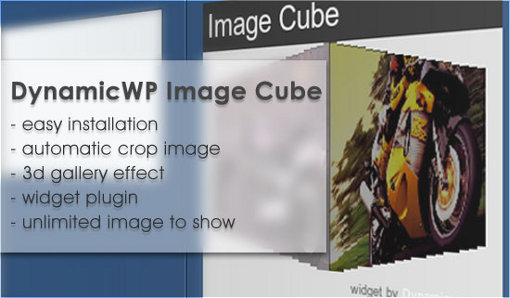 Image Cube
DynamicWP Image Cube
- easy installation
- automatic crop image
- 3d gallery effect
- widget plugin
- unlimited image to show
widget by Dynamic